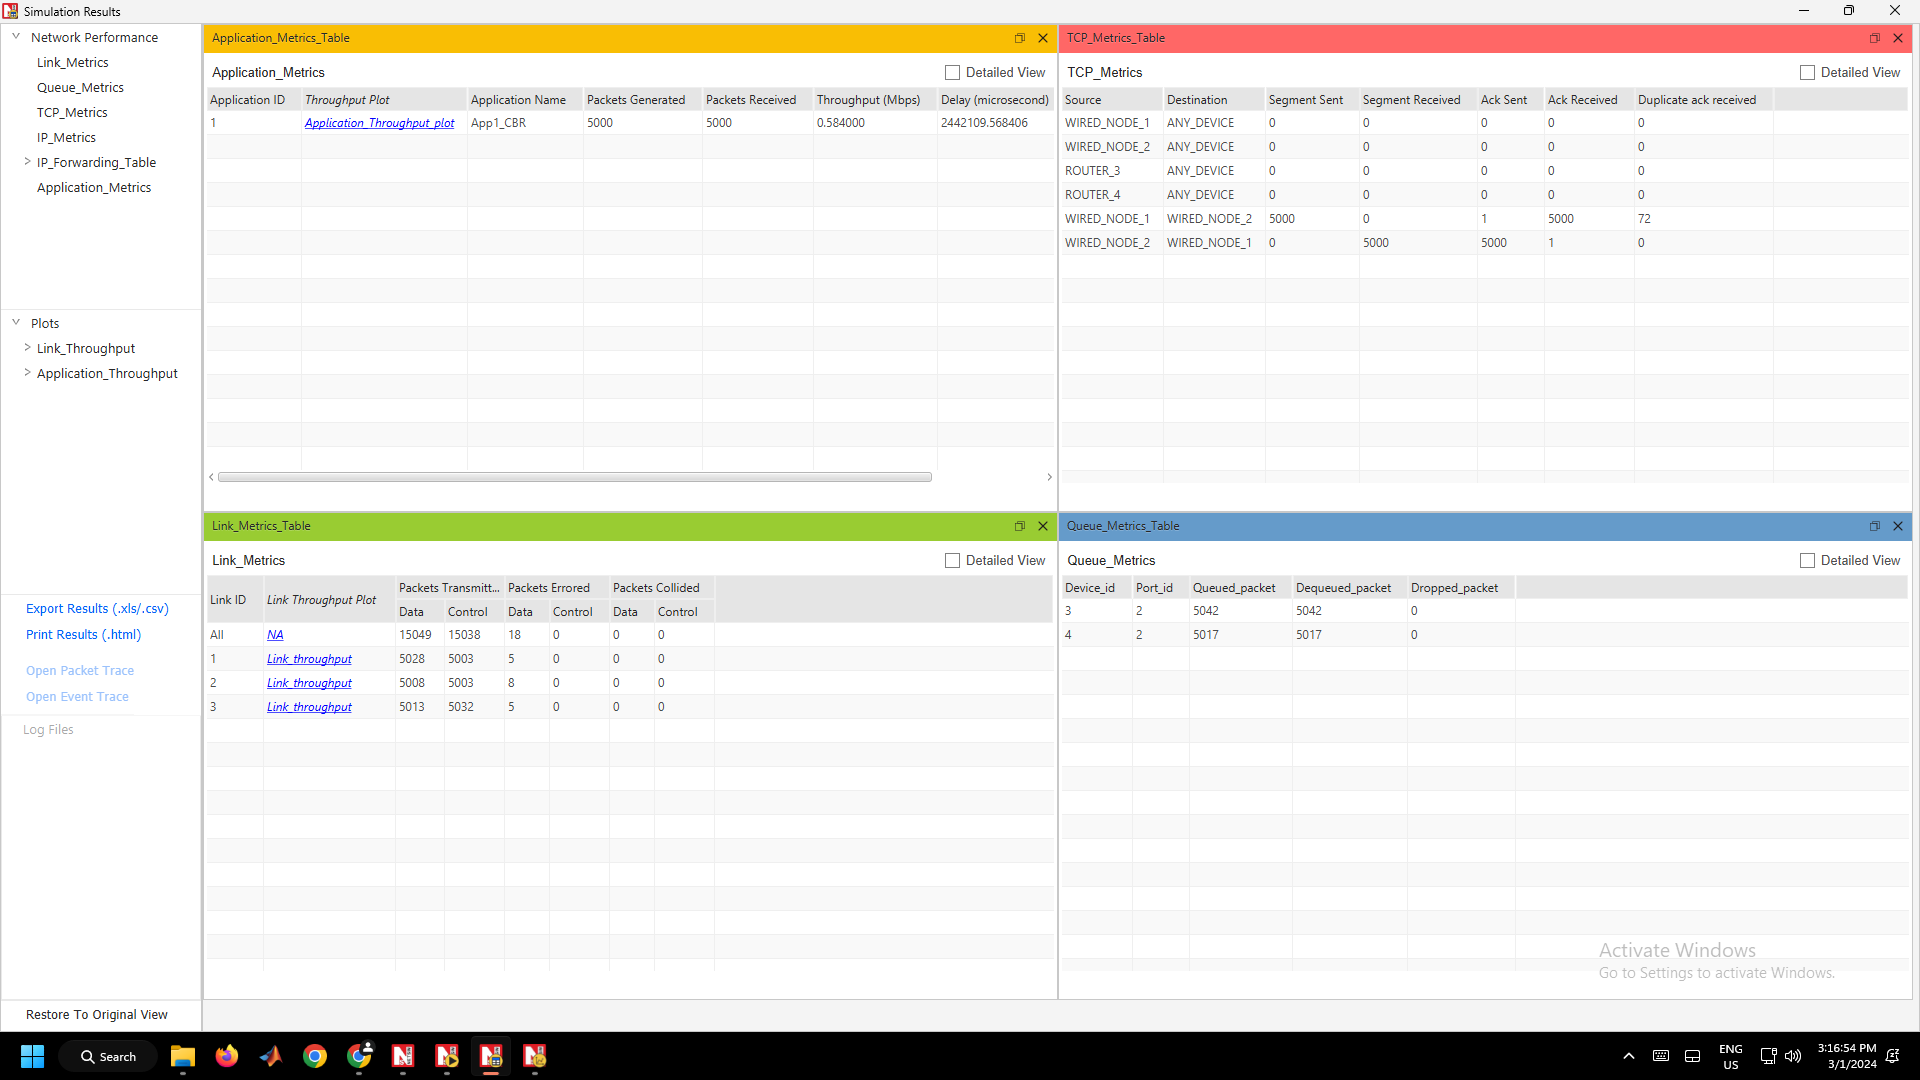 Simulation Results
Network Performance
Link_Metrics
Queue_Metrics
TCP_Metrics
IP_Metrics
IP_Forwarding_Table
Application_Metrics
Plots
Link_Throughput
Application_Throughput
Export Results (.xls/.csv)
Print Results (.html)
Open Packet Trace
Open Event Trace
Log Files
Restore To Original View
Application_Metrics_Table
Application_Metrics Detailed View
Application ID Throughput Plot Application Name Packets Generated Packets Received Throughput (Mbps) Delay (microsecond)
1 Application_Throughput_plot App1_CBR 5000 5000 0.584000 2442109.568406
TCP_Metrics_Table
TCP_Metrics Detailed View
Source Destination Segment Sent Segment Received Ack Sent Ack Received Duplicate ack received
WIRED_NODE_1 ANY_DEVICE 0 0 0 0 0
WIRED_NODE_2 ANY_DEVICE 0 0 0 0 0
ROUTER_3 ANY_DEVICE 0 0 0 0 0
ROUTER_4 ANY_DEVICE 0 0 0 0 0
WIRED_NODE_1 WIRED_NODE_2 5000 0 1 5000 72
WIRED_NODE_2 WIRED_NODE_1 0 5000 5000 1 0
Link_Metrics_Table
Link_Metrics Detailed View
Link ID Link Throughput Plot Packets Transmitt... Packets Errored Packets Collided
Data Control Data Control Data Control
All NA 15049 15038 18 0 0 0
1 Link_throughput 5028 5003 5 0 0 0
2 Link_throughput 5008 5003 8 0 0 0
3 Link_throughput 5013 5032 5 0 0 0
Queue_Metrics_Table
Queue_Metrics Detailed View
Device_id Port_id Queued_packet Dequeued_packet Dropped_packet
3 2 5042 5042 0
4 2 5017 5017 0
Activate Windows
Go to Settings to activate Windows.
Search
ENG
US
3:16:54 PM
3/1/2024